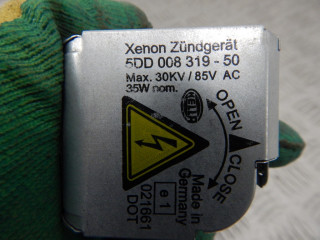 Xenon Zündgerät
5DD 008 319 - 50
Max. 30KV / 85V AC
35W nom.
HELLA
OPEN
CLOSE
Made in
Germany
e 1
021661
DOT